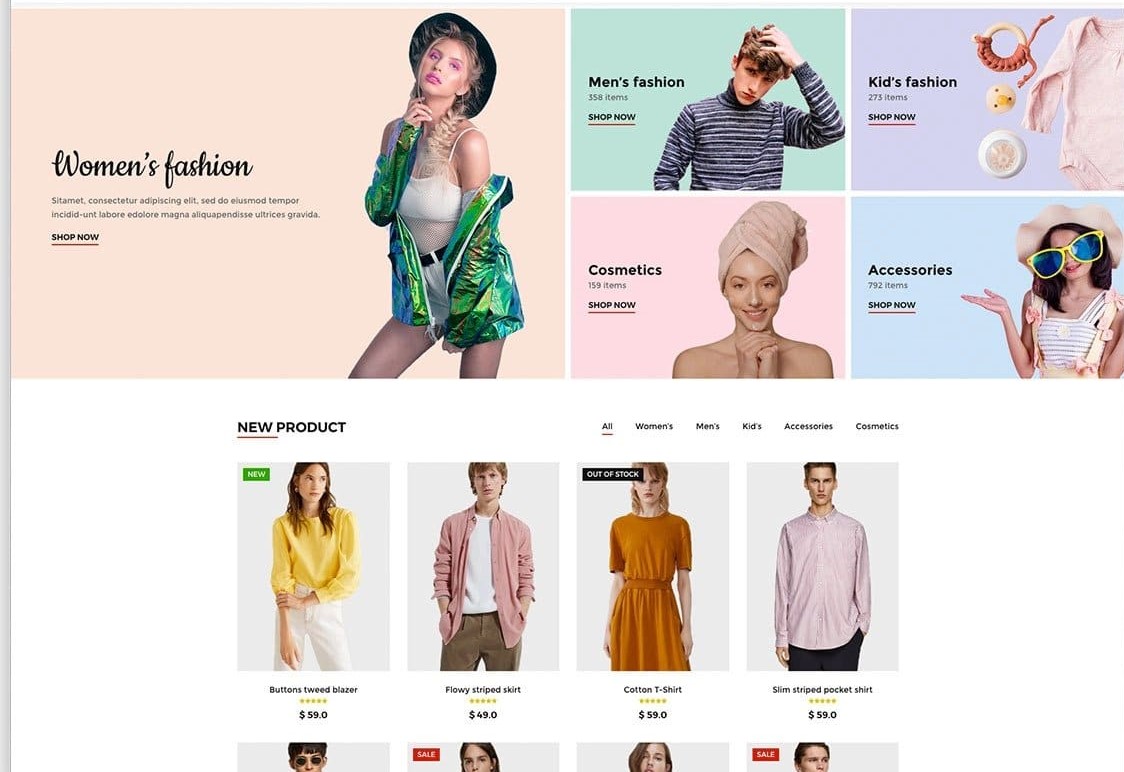 Women's fashion
Sitamet, consectetur adipiscing elit, sed do eiusmod tempor
incidid-unt labore edolore magna aliquapendisse ultrices gravida.
SHOP NOW
Men's fashion
358 items
SHOP NOW
Kid's fashion
273 items
SHOP NOW
Cosmetics
159 items
SHOP NOW
Accessories
792 items
SHOP NOW
NEW PRODUCT
All Women's Men's Kid's Accessories Cosmetics
NEW
OUT OF STOCK
Buttons tweed blazer
$ 59.0
Flowy striped skirt
$ 49.0
Cotton T-Shirt
$ 59.0
Slim striped pocket shirt
$ 59.0
SALE
SALE